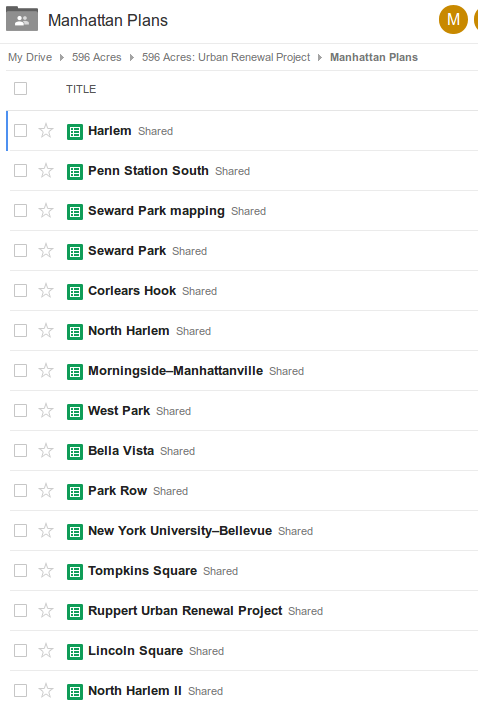 Manhattan Plans
M
My Drive 596 Acres 596 Acres: Urban Renewal Project Manhattan Plans
TITLE
Harlem Shared
Penn Station South Shared
Seward Park mapping Shared
Seward Park Shared
Corlears Hook Shared
North Harlem Shared
Morningside–Manhattanville Shared
West Park Shared
Bella Vista Shared
Park Row Shared
New York University–Bellevue Shared
Tompkins Square Shared
Ruppert Urban Renewal Project Shared
Lincoln Square Shared
North Harlem II Shared